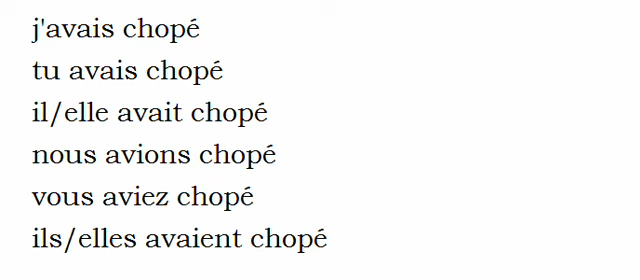 j'avais chopé
tu avais chopé
il/elle avait chopé
nous avions chopé
vous aviez chopé
ils/elles avaient chopé